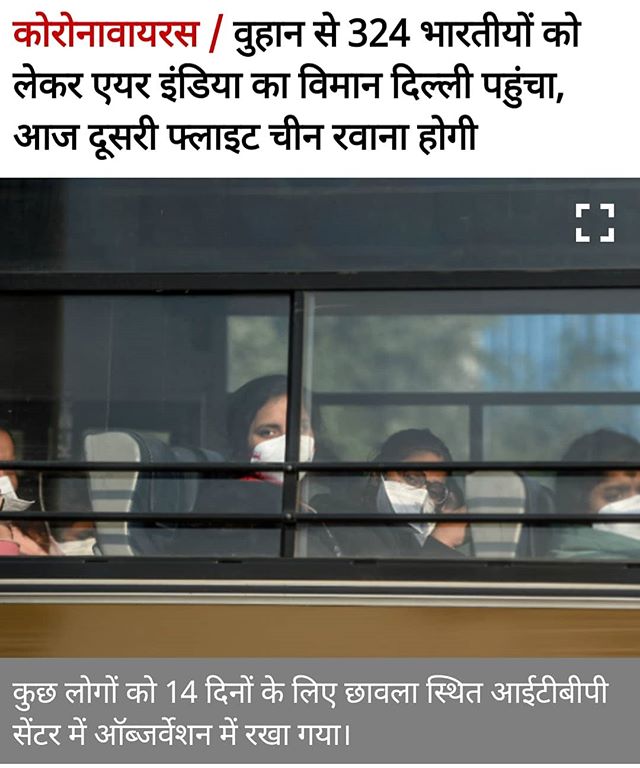 कोरोनावायरस / वुहान से 324 भारतीयों को
लेकर एयर इंडिया का विमान दिल्ली पहुंचा,
आज दूसरी फ्लाइट चीन रवाना होगी
कुछ लोगों को 14 दिनों के लिए छावला स्थित आईटीबीपी
सेंटर में ऑब्जर्वेशन में रखा गया।